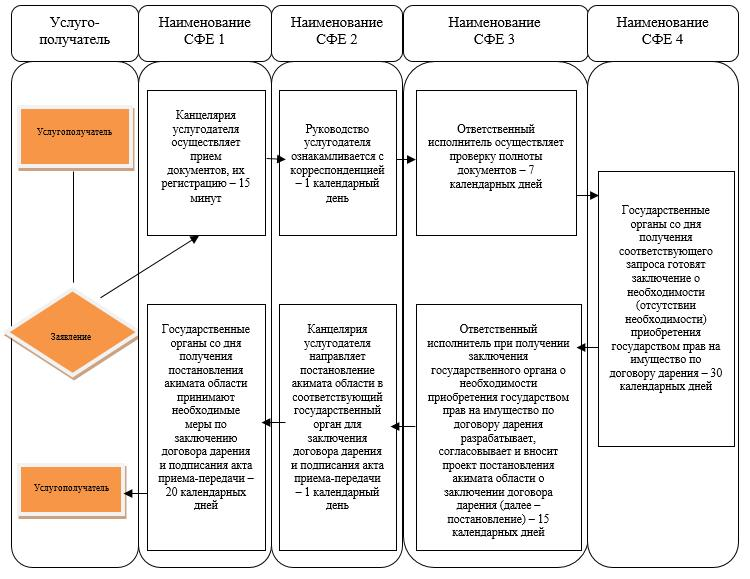 Услуго-
получатель
Наименование
СФЕ 1
Наименование
СФЕ 2
Наименование
СФЕ 3
Наименование
СФЕ 4
Услугополучатель
Канцелярия
услугодателя
осуществляет
прием
документов, их
регистрацию – 15
минут
Руководство
услугодателя
ознакамливается с
корреспонденцией
– 1 календарный
день
Ответственный
исполнитель осуществляет
проверку полноты
документов – 7
календарных дней
Государственные
органы со дня
получения
соответствующего
запроса готовят
заключение о
необходимости
(отсутствии
необходимости)
приобретения
государством прав на
имущество по
договору дарения – 30
календарных дней
Заявление
Государственные
органы со дня
получения
постановления
акимата области
принимают
необходимые
меры по
заключению
договора дарения
и подписания акта
приема-передачи –
20 календарных
дней
Канцелярия
услугодателя
направляет
постановление
акимата области в
соответствующий
государственный
орган для
заключения
договора дарения
и подписания акта
приема-передачи
– 1 календарный
день
Ответственный
исполнитель при получении
заключения
государственного органа о
необходимости
приобретения государством
прав на имущество по
договору дарения
разрабатывает,
согласовывает и вносит
проект постановления
акимата области о
заключении договора
дарения (далее –
постановление) – 15
календарных дней
Услугополучатель